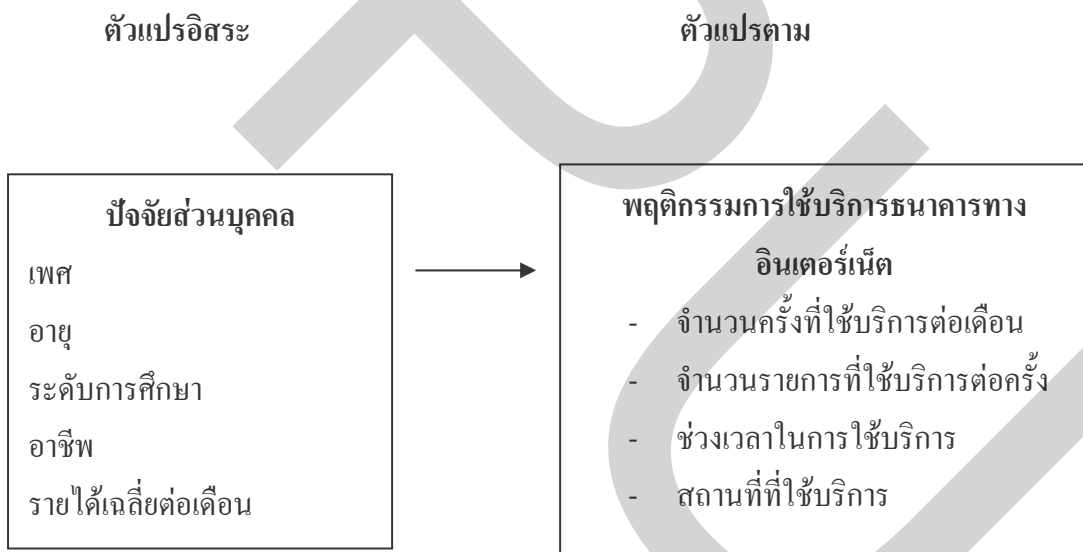 ตัวแปรอิสระ
ตัวแปรตาม
ปัจจัยส่วนบุคคล
เพศ
อายุ
ระดับการศึกษา
อาชีพ
รายได้เฉลี่ยต่อเดือน
พฤติกรรมการใช้บริการธนาคารทาง
อินเตอร์เน็ต
- จำนวนครั้งที่ใช้บริการต่อเดือน
- จำนวนรายการที่ใช้บริการต่อครั้ง
- ช่วงเวลาในการใช้บริการ
- สถานที่ที่ใช้บริการ